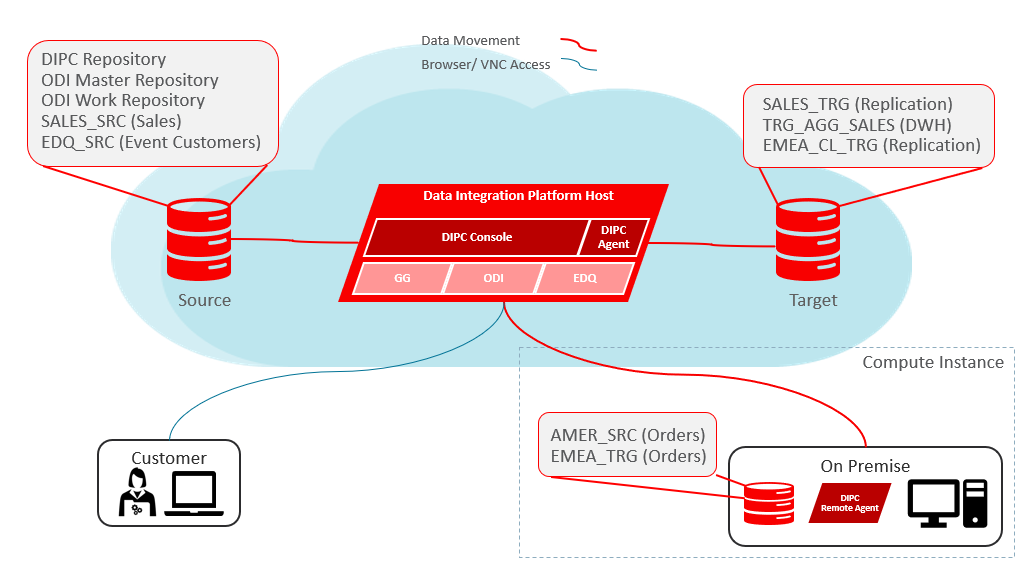 Data Movement
Browser/ VNC Access
DIPC Repository
ODI Master Repository
ODI Work Repository
SALES_SRC (Sales)
EDQ_SRC (Event Customers)
SALES_TRG (Replication)
TRG_AGG_SALES (DWH)
EMEA_CL_TRG (Replication)
Data Integration Platform Host
DIPC Console
DIPC
Agent
GG
ODI
EDQ
Source
Target
Compute Instance
AMER_SRC (Orders)
EMEA_TRG (Orders)
Customer
On Premise
DIPC
Remote Agent